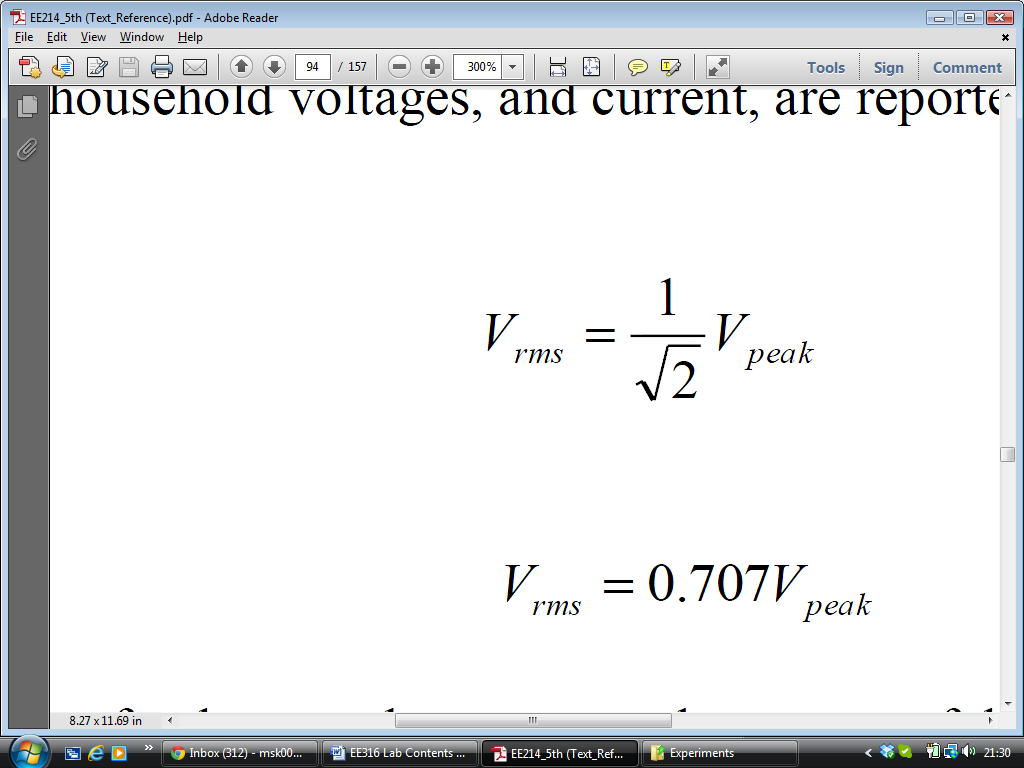 EE214_5th (Text_Reference).pdf - Adobe Reader
File Edit View Window Help
94 / 157 300% Tools Sign Comment
household voltages, and current, are reporte
V_rms = 1/√2 V_peak
V_rms = 0.707V_peak
8.27 x 11.69 in
Inbox (312) - msk00... EE316 Lab Contents ... EE214_5th (Text_Ref... Experiments 21:30